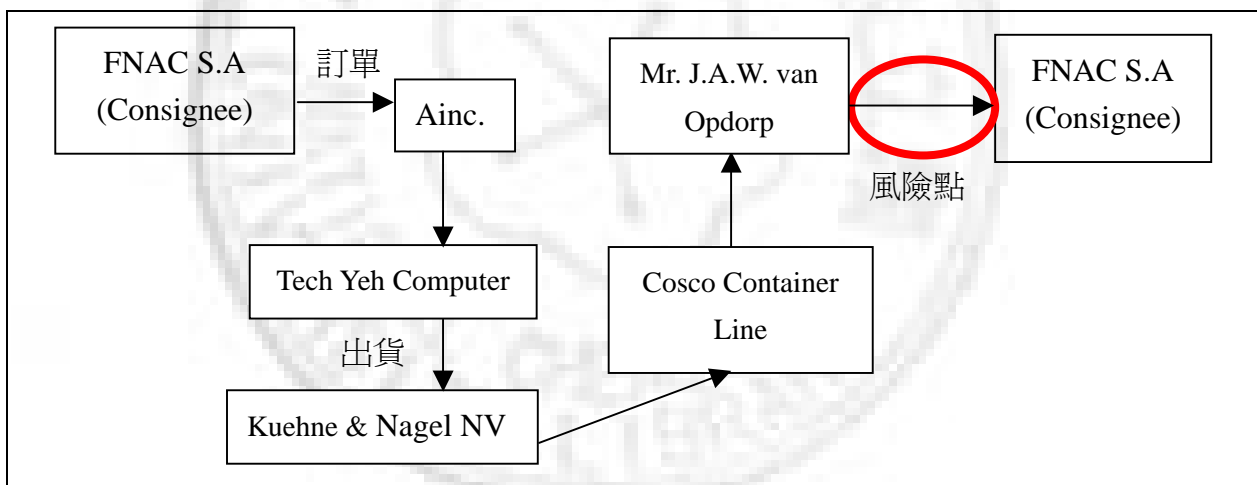 FNAC S.A
(Consignee)
訂單
Ainc.
Tech Yeh Computer
出貨
Kuehne & Nagel NV
Cosco Container
Line
Mr. J.A.W. van
Opdorp
風險點
FNAC S.A
(Consignee)